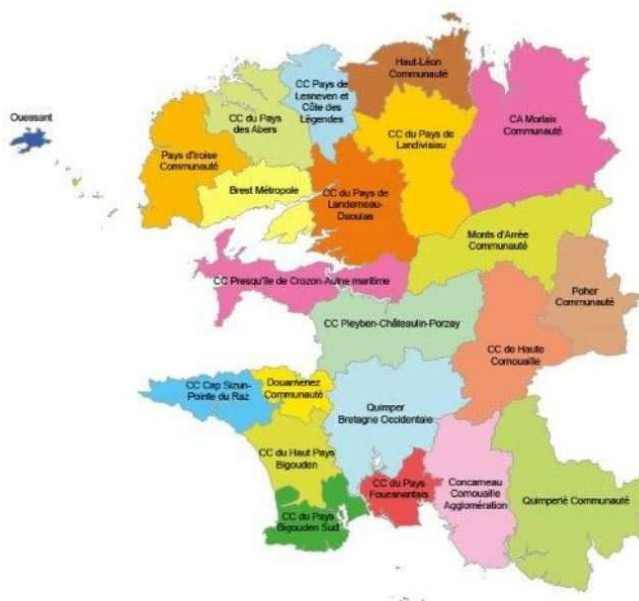 Ouessant
Haut-Léon
Communauté
CC Pays de
Lesneven et
Côte des
Légendes
CC du Pays
des Abers
CA Morlaix
Communauté
CC du Pays de
Landivisiau
Pays d'Iroise
Communauté
Brest Métropole
CC du Pays de
Landerneau-
Daoulas
Monts d'Arrée
Communauté
CC Presqu'île de Crozon-Aulne maritime
Poher
Communauté
CC Pleyben-Châteaulin-Porzay
CC de Haute
Cornouaille
CC Cap Sizun-
Pointe du Raz
Douarnenez
Communauté
Quimper
Bretagne Occidentale
CC du Haut Pays
Bigouden
CC du Pays
Fouesnantais
Concarneau
Cornouaille
Agglomération
Quimperlé Communauté
CC du Pays
Bigouden Sud